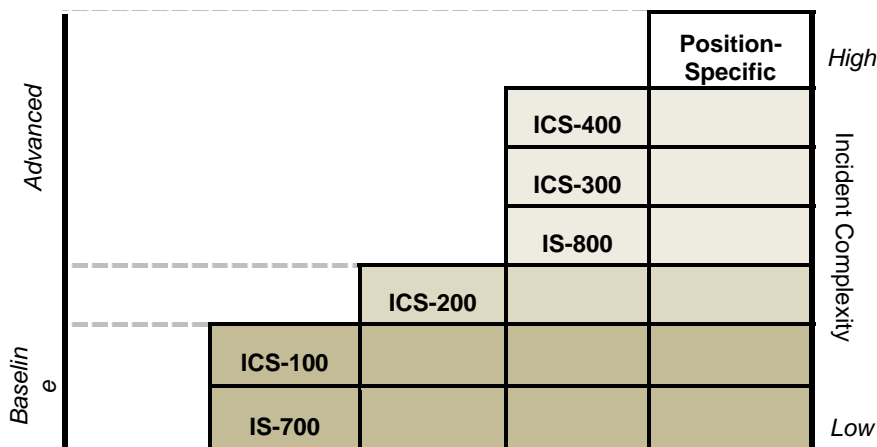 Position-
Specific
High
Advanced
ICS-400
ICS-300
IS-800
Incident Complexity
ICS-200
ICS-100
Baselin
e
IS-700
Low